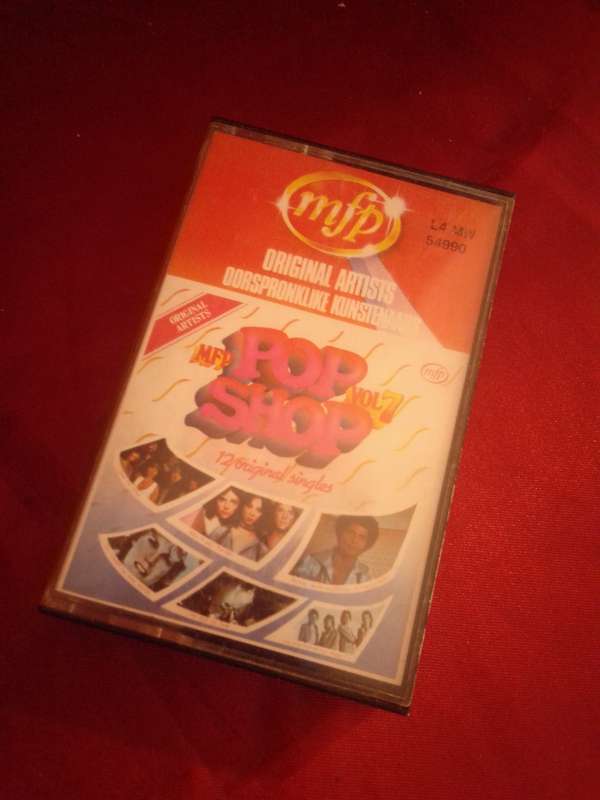 mfp
L4 MW
54990
ORIGINAL ARTISTS
OORSPRONKLIKE KUNSTENAARS
ORIGINAL
ARTISTS
MFP
POP
SHOP
VOL 7
mfp
12 original singles